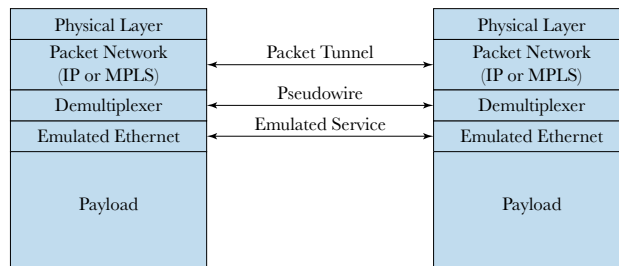 Physical Layer
Packet Network
(IP or MPLS)
Demultiplexer
Emulated Ethernet
Payload
Packet Tunnel
Pseudowire
Emulated Service
Physical Layer
Packet Network
(IP or MPLS)
Demultiplexer
Emulated Ethernet
Payload